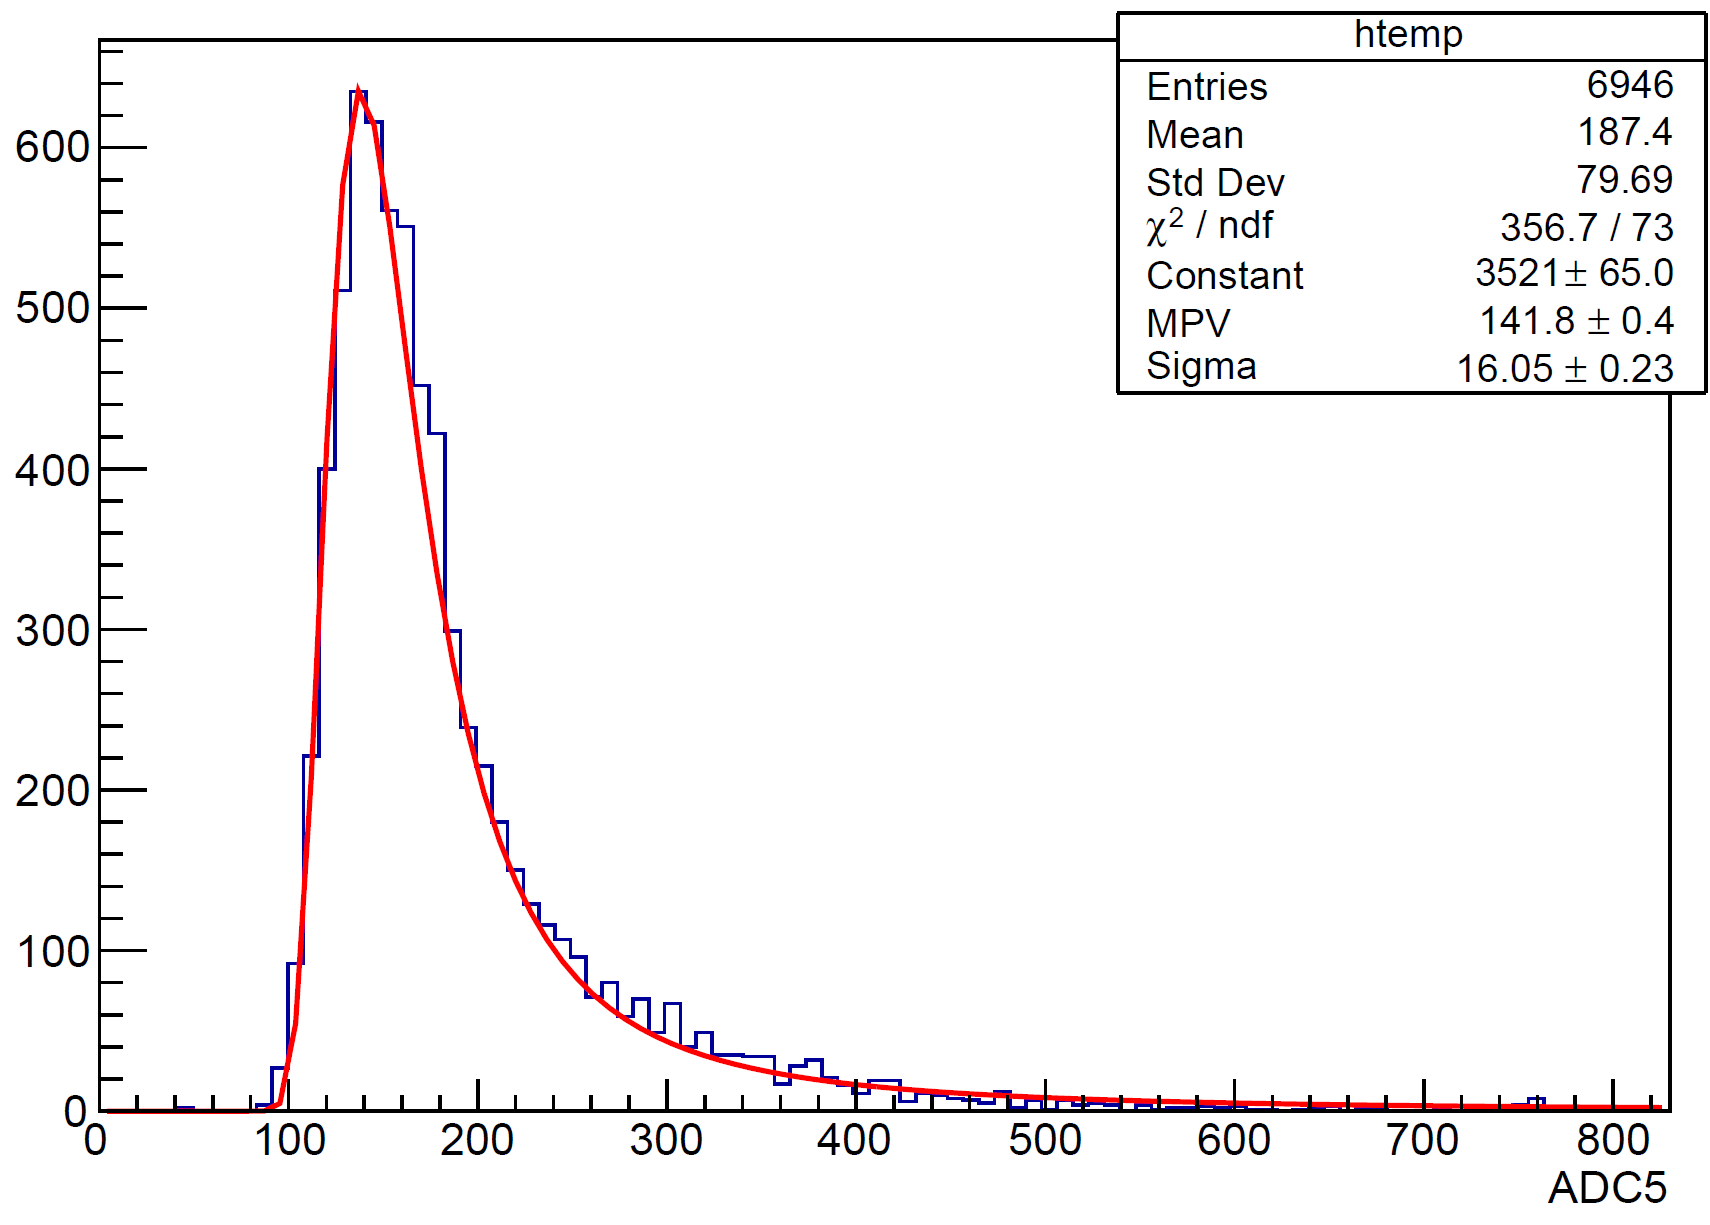 htemp
Entries 6946
Mean 187.4
Std Dev 79.69
χ² / ndf 356.7 / 73
Constant 3521± 65.0
MPV 141.8 ± 0.4
Sigma 16.05 ± 0.23
600
500
400
300
200
100
0
0 100 200 300 400 500 600 700 800
ADC5